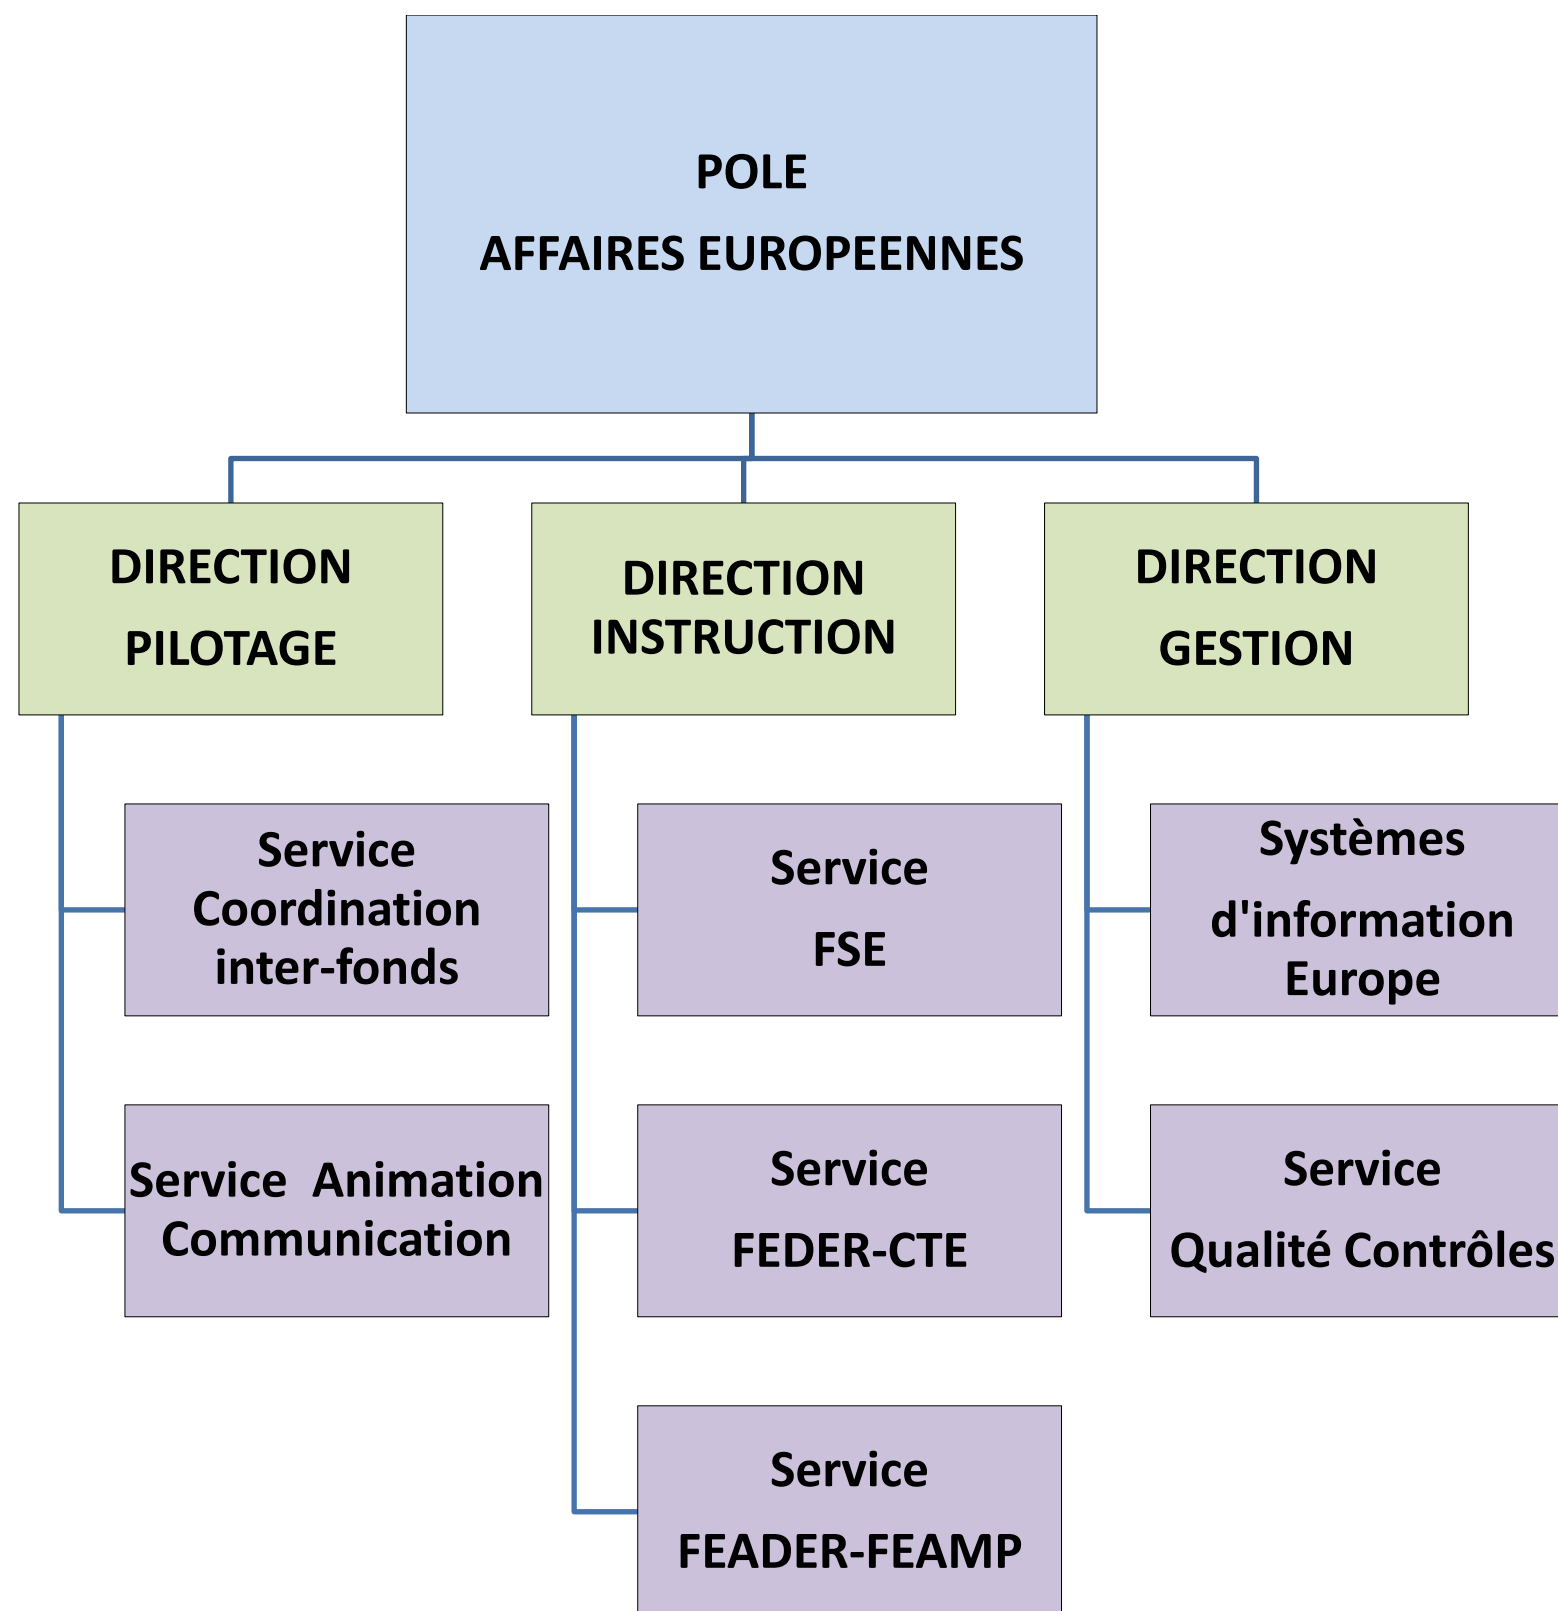 POLE
AFFAIRES EUROPEENNES
DIRECTION
PILOTAGE
DIRECTION
INSTRUCTION
DIRECTION
GESTION
Service
Coordination
inter-fonds
Service Animation
Communication
Service
FSE
Service
FEDER-CTE
Service
FEADER-FEAMP
Systèmes
d'information
Europe
Service
Qualité Contrôles